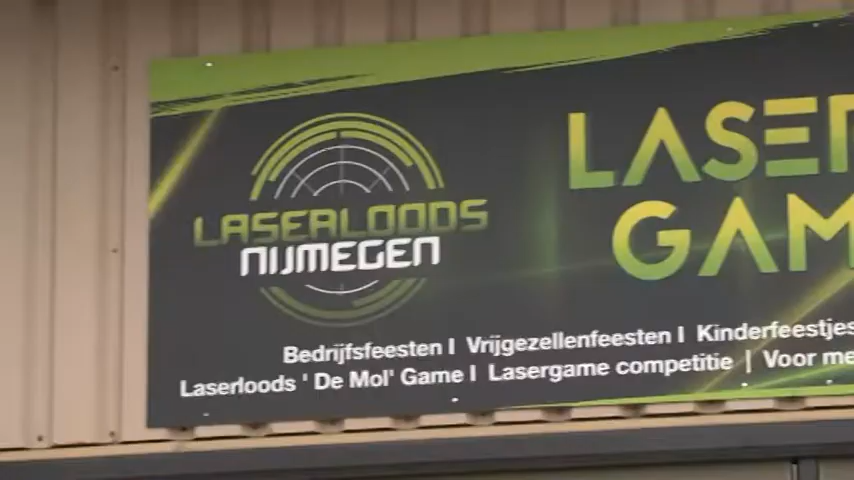 LASERLOODS
NIJMEGEN
LASER
GAM
Bedrijfsfeesten I Vrijgezellenfeesten I Kinderfeestjes
Laserloods ' De Mol' Game I Lasergame competitie | Voor me